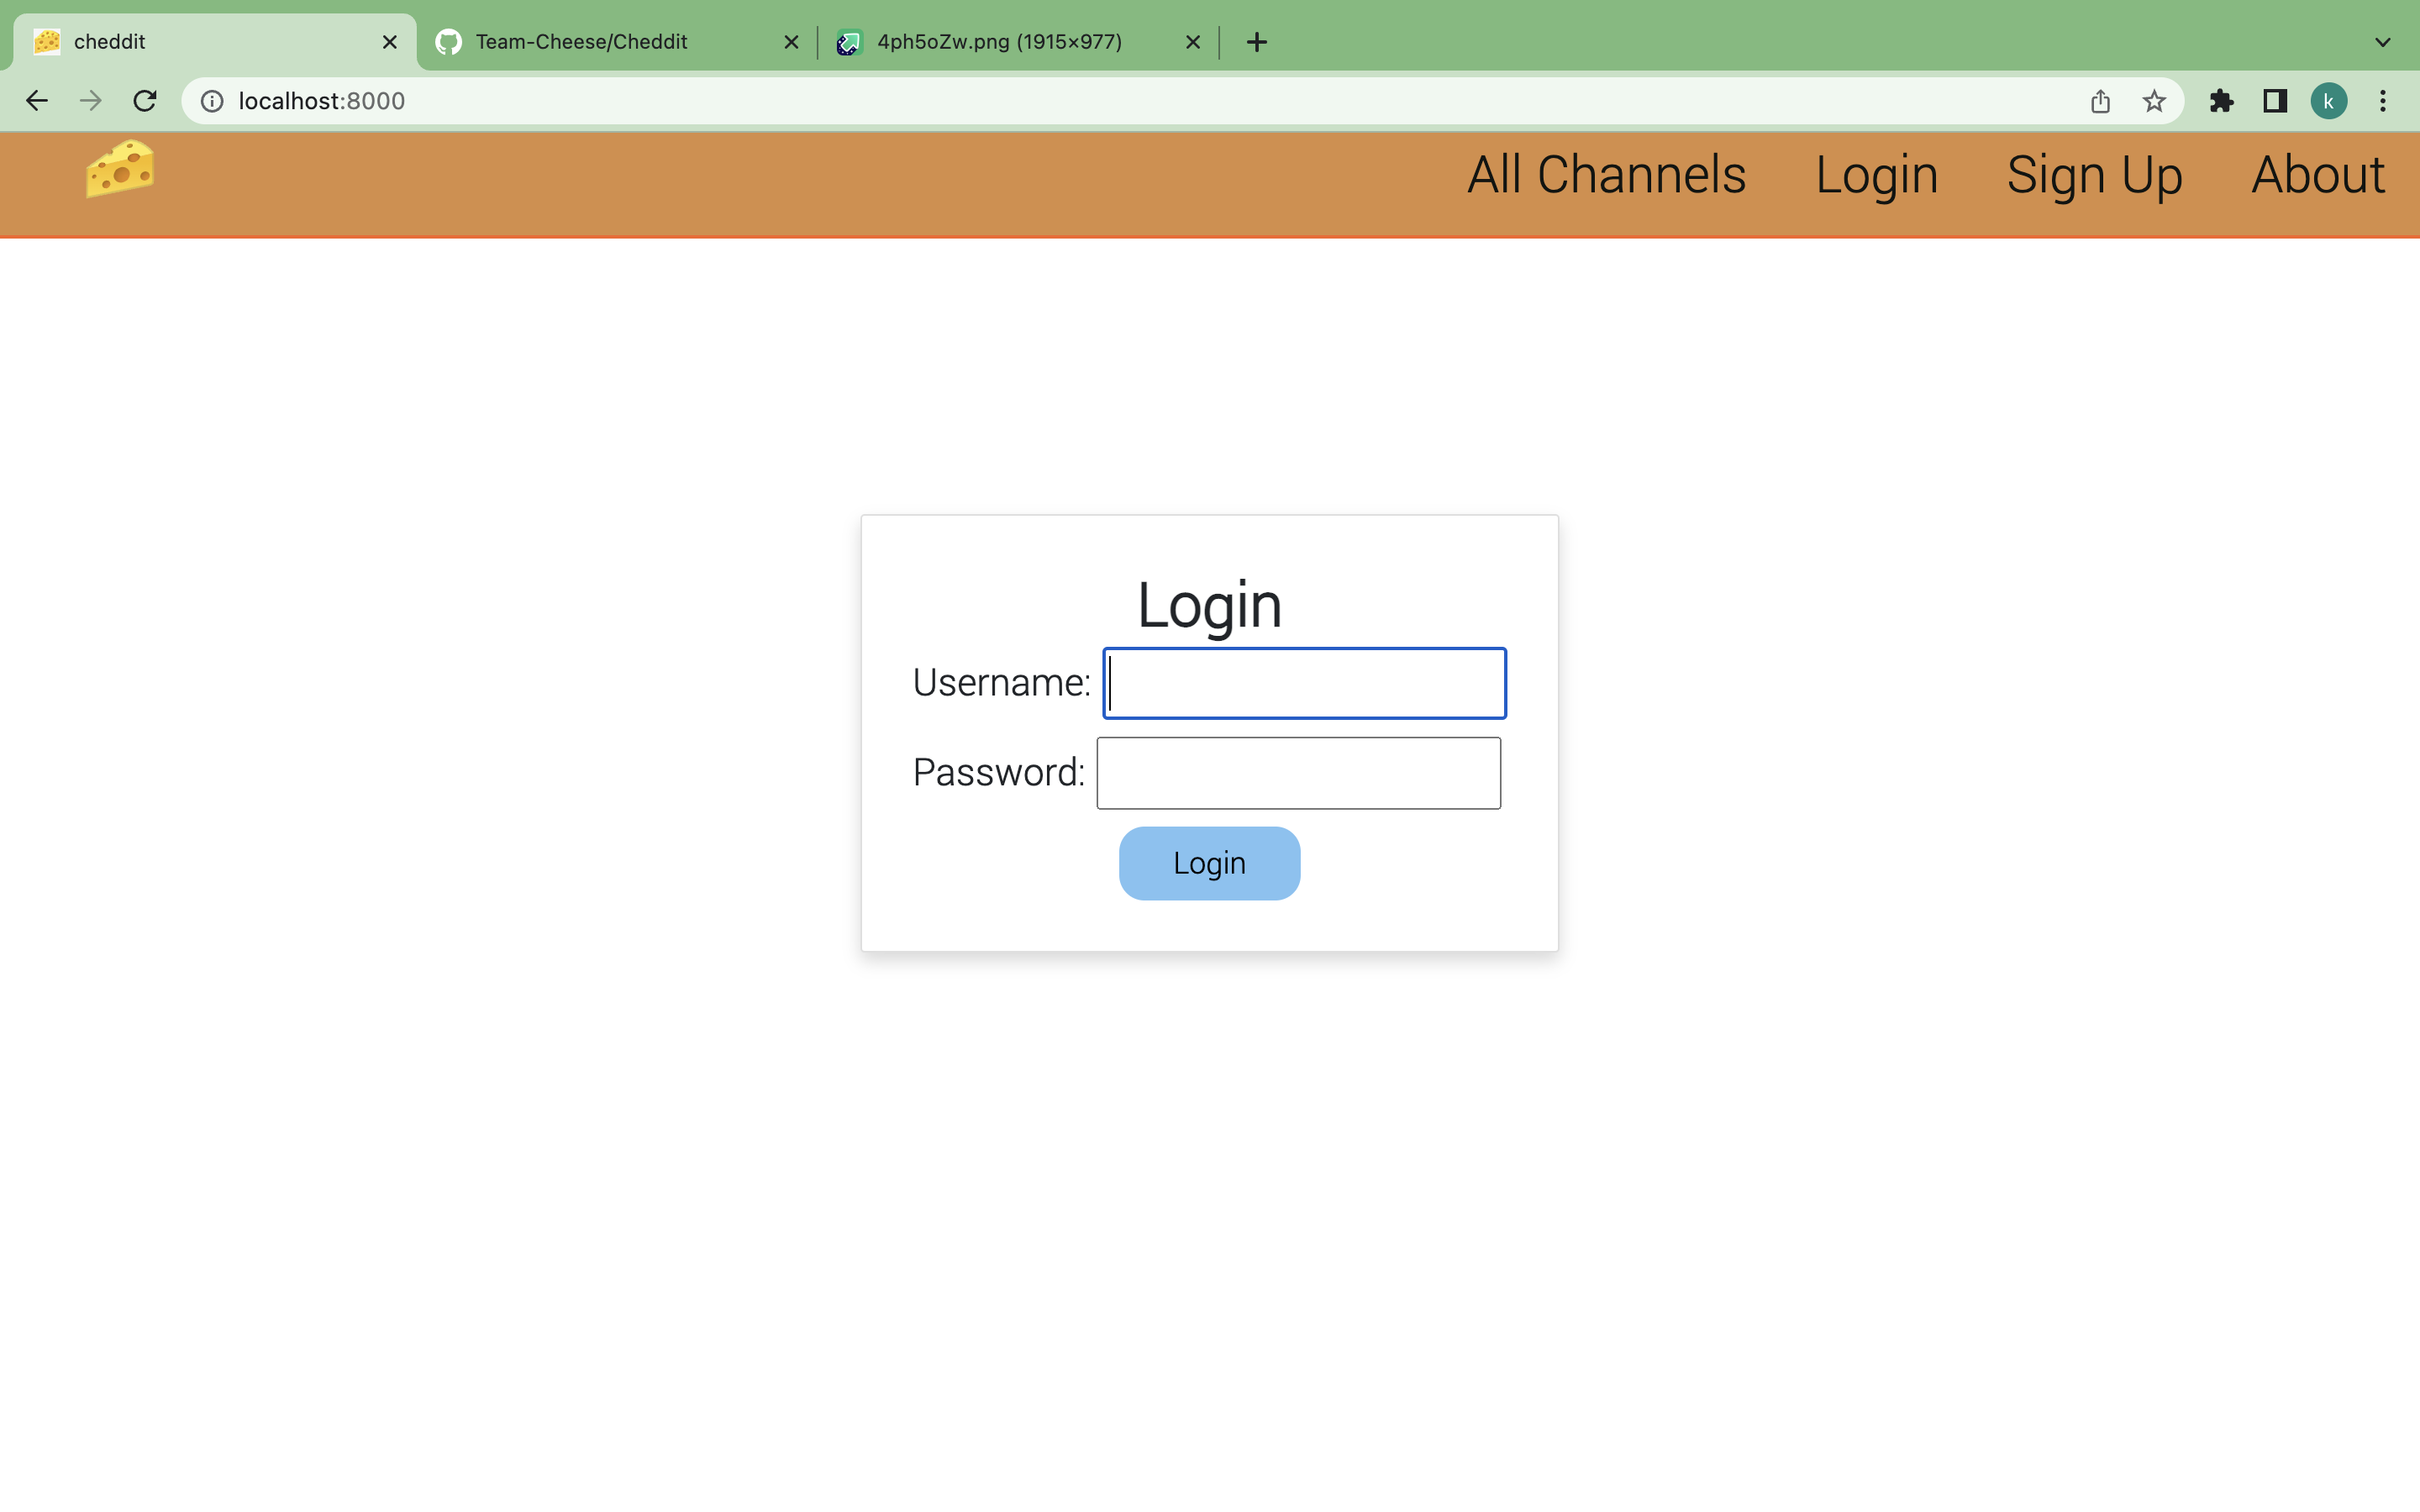 cheddit
Team-Cheese/Cheddit
4ph5oZw.png (1915×977)
localhost:8000
k
All Channels
Login
Sign Up
About
Login
Username:
Password:
Login